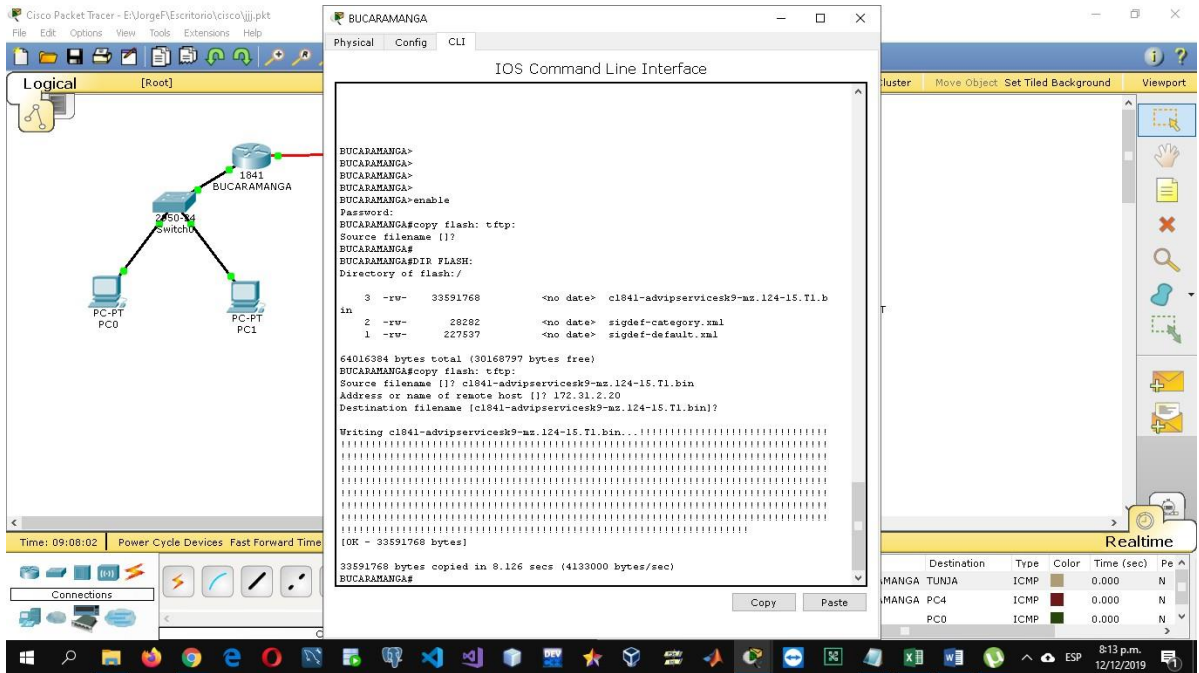 Cisco Packet Tracer - E:\JorgeF\Escritorio\cisco\jjj.pkt
File Edit Options View Tools Extensions Help
Logical
[Root]
Cluster
Move Object
Set Tiled Background
Viewport
1841
BUCARAMANGA
2950-24
Switch0
PC-PT
PC0
PC-PT
PC1
BUCARAMANGA
Physical Config CLI
IOS Command Line Interface
BUCARAMANGA>
BUCARAMANGA>
BUCARAMANGA>
BUCARAMANGA>
BUCARAMANGA>enable
Password:
BUCARAMANGA#copy flash: tftp:
Source filename []?
BUCARAMANGA#
BUCARAMANGA#DIR FLASH:
Directory of flash:/
3 -rw- 33591768 <no date> c1841-advipservicesk9-mz.124-15.T1.b
in
2 -rw- 28282 <no date> sigdef-category.xml
1 -rw- 227537 <no date> sigdef-default.xml
64016384 bytes total (30168797 bytes free)
BUCARAMANGA#copy flash: tftp:
Source filename []? c1841-advipservicesk9-mz.124-15.T1.bin
Address or name of remote host []? 172.31.2.20
Destination filename [c1841-advipservicesk9-mz.124-15.T1.bin]?
Writing c1841-advipservicesk9-mz.124-15.T1.bin...!!!!!!!!!!!!!!!!!!!!!!!!!!!!!!!
!!!!!!!!!!!!!!!!!!!!!!!!!!!!!!!!!!!!!!!!!!!!!!!!!!!!!!!!!!!!!!!!!!!!!!!!!!!!!!!!
!!!!!!!!!!!!!!!!!!!!!!!!!!!!!!!!!!!!!!!!!!!!!!!!!!!!!!!!!!!!!!!!!!!!!!!!!!!!!!!!
!!!!!!!!!!!!!!!!!!!!!!!!!!!!!!!!!!!!!!!!!!!!!!!!!!!!!!!!!!!!!!!!!!!!!!!!!!!!!!!!
!!!!!!!!!!!!!!!!!!!!!!!!!!!!!!!!!!!!!!!!!!!!!!!!!!!!!!!!!!!!!!!!!!!!!!!!!!!!!!!!
!!!!!!!!!!!!!!!!!!!!!!!!!!!!!!!!!!!!!!!!!!!!!!!!!!!!!!!!!!!!!!!!!!!!!!!!!!!!!!!!
!!!!!!!!!!!!!!!!!!!!!!!!!!!!!!!!!!!!!!!!!!!!!!!!!!!!!!!!!!!!!!!!!!!!!!!!!!!!!!!!
!!!!!!!!!!!!!!!!!!!!!!!!!!!!!!!!!!!!!!!!!!!!!!!!!!!!!!!!!!!!!!!!!!!
[OK - 33591768 bytes]
33591768 bytes copied in 8.126 secs (4133000 bytes/sec)
BUCARAMANGA#
Copy Paste
Time: 09:08:02 Power Cycle Devices Fast Forward Time
Realtime
Connections
Destination Type Color Time (sec) Pe
AMANGA TUNJA ICMP 0.000 N
AMANGA PC4 ICMP 0.000 N
PC0 ICMP 0.000 N
ESP
8:13 p.m.
12/12/2019